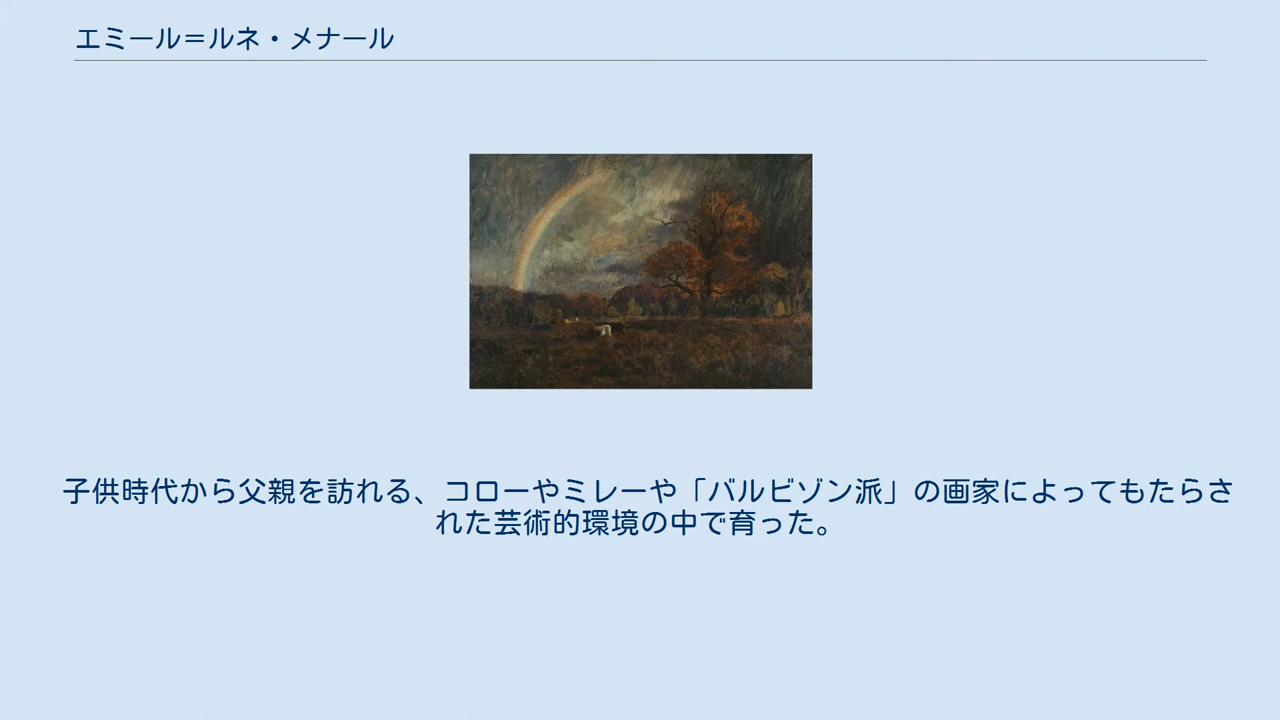 エミール＝ルネ・メナール
子供時代から父親を訪れる、コローやミレーや「バルビゾン派」の画家によってもたらさ
れた芸術的環境の中で育った。